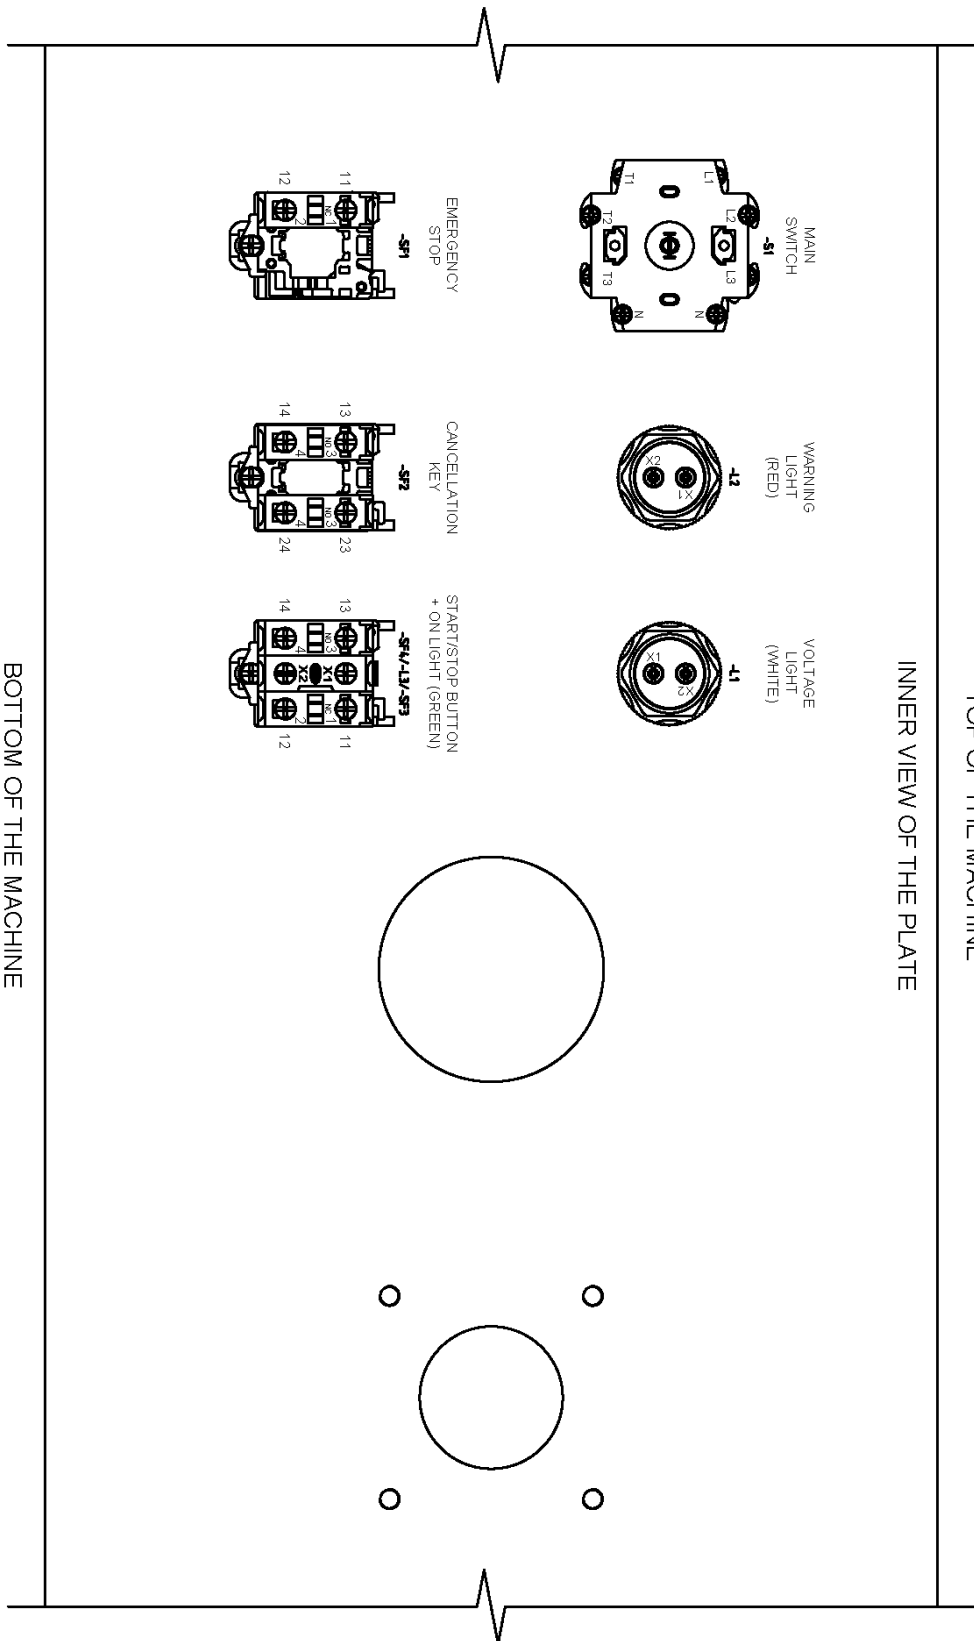 TOP OF THE MACHINE
INNER VIEW OF THE PLATE
MAIN
SWITCH
-S1
L1 L2 L3 N
T1 T2 T3 N
WARNING
LIGHT
(RED)
-L2
X1
X2
VOLTAGE
LIGHT
(WHITE)
-L1
X2
X1
EMERGENCY
STOP
-SF1
11
NC 1
2
12
CANCELLATION
KEY
-SF2
13 23
NO 3 NO 3
4 4
14 24
START/STOP BUTTON
+ ON LIGHT (GREEN)
-SF4/-L3/-SF3
13 11
NO 3 X1 NC 1
4 X2 2
14 12
BOTTOM OF THE MACHINE